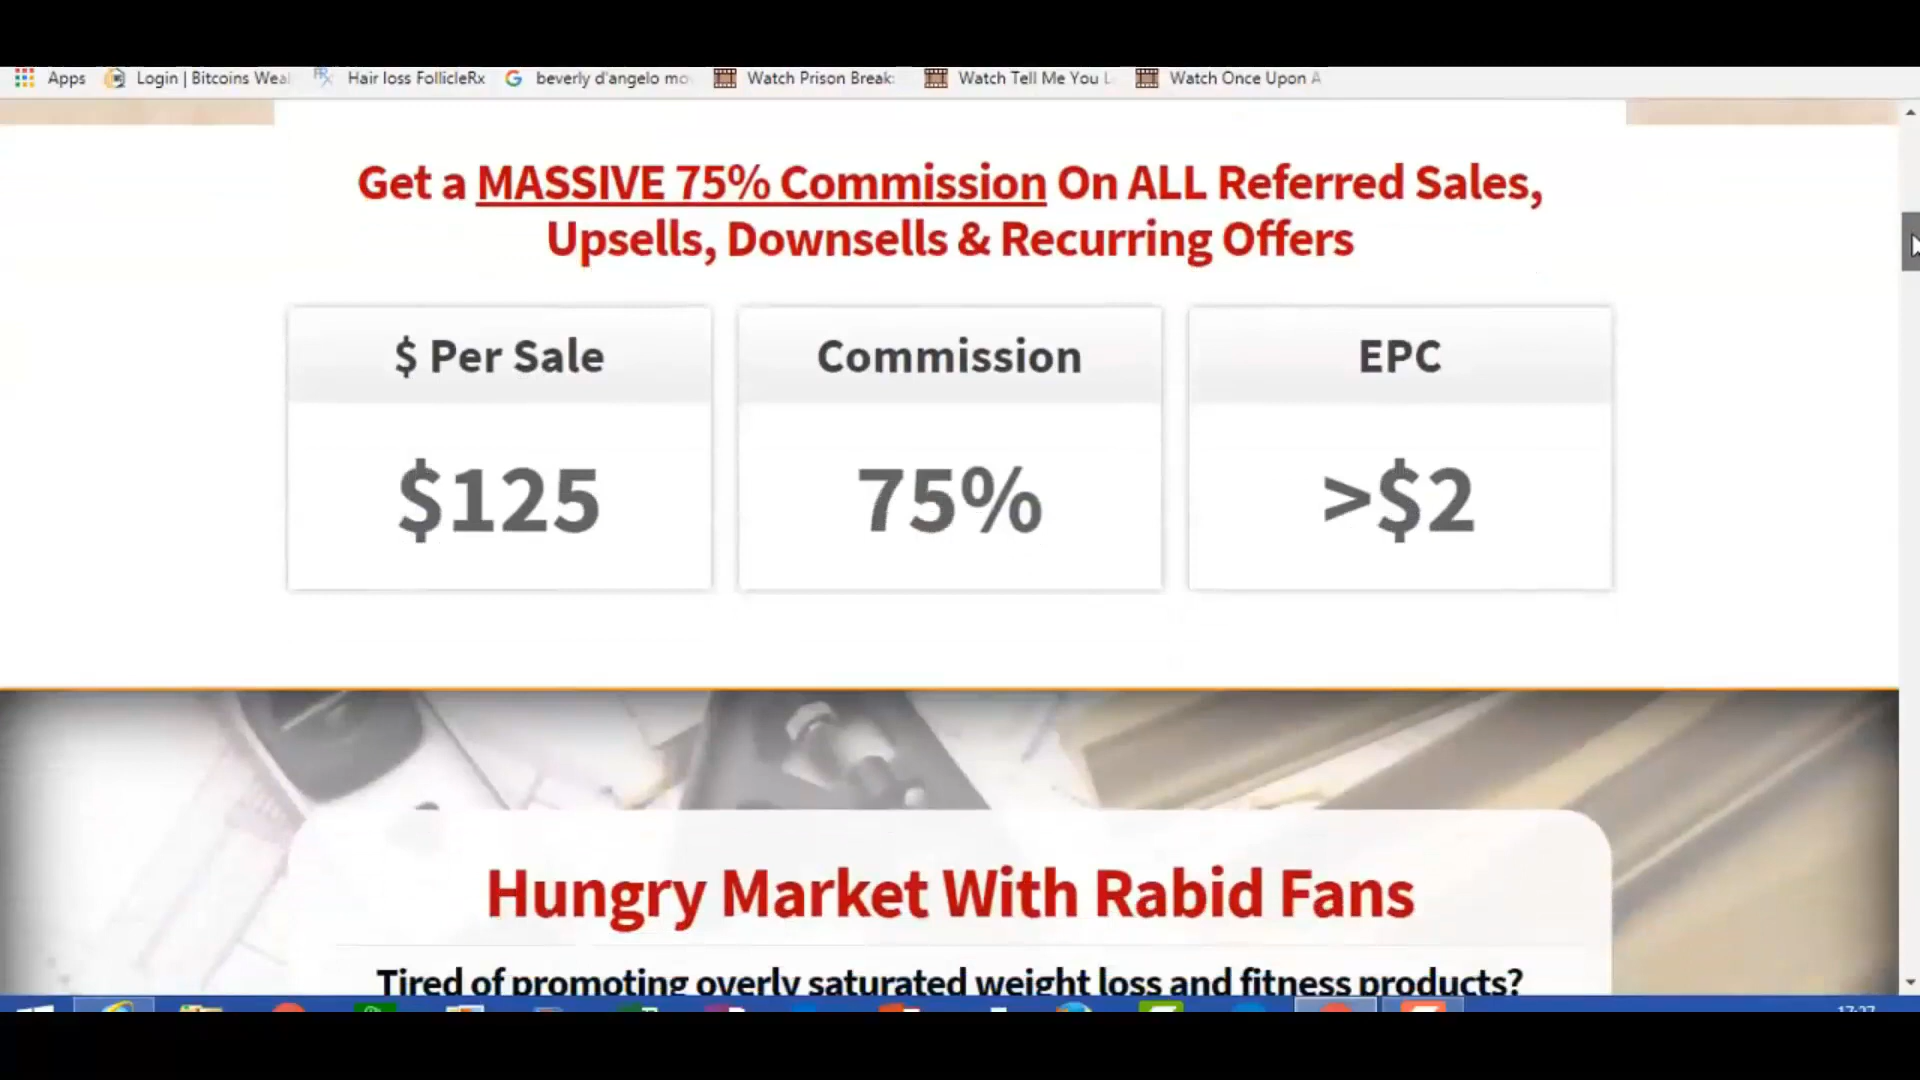 Apps Login | Bitcoins Wea Hair loss FollicleRx beverly d'angelo mo Watch Prison Break: Watch Tell Me You L Watch Once Upon A
Get a MASSIVE 75% Commission On ALL Referred Sales,
Upsells, Downsells & Recurring Offers
$ Per Sale
$125
Commission
75%
EPC
>$2
Hungry Market With Rabid Fans
Tired of promoting overly saturated weight loss and fitness products?